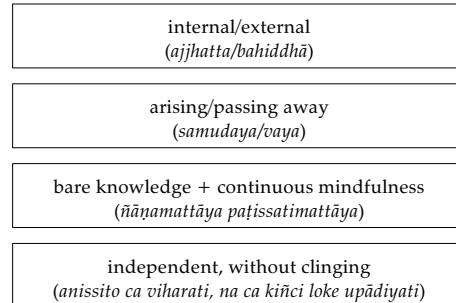 internal/external
(ajjhatta/bahiddhā)
arising/passing away
(samudaya/vaya)
bare knowledge + continuous mindfulness
(ñāṇamattāya paṭissatimattāya)
independent, without clinging
(anissito ca viharati, na ca kiñci loke upādiyati)